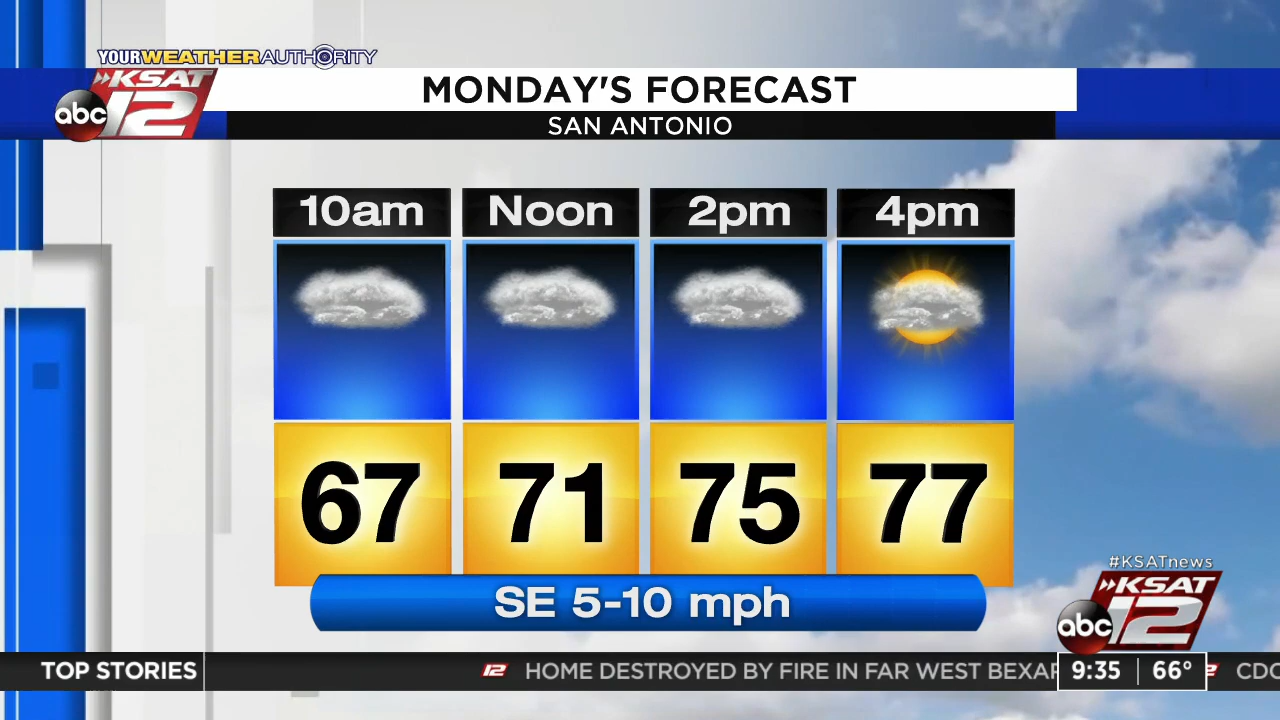 YOURWEATHERAUTHORITY
KSAT
abc 12
MONDAY'S FORECAST
SAN ANTONIO
10am Noon 2pm 4pm
67 71 75 77
SE 5-10 mph
#KSATnews
KSAT
abc 12
TOP STORIES 12 HOME DESTROYED BY FIRE IN FAR WEST BEXAR 9:35 66° CDC